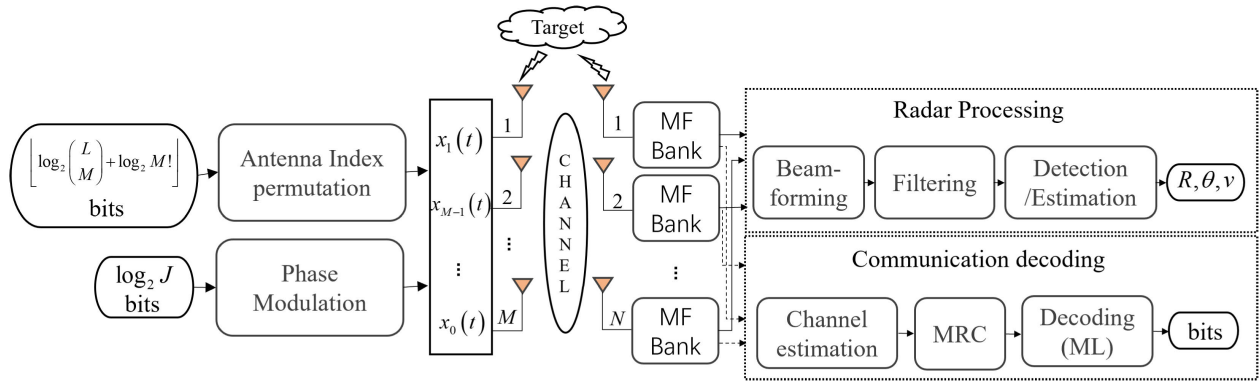 Target
⌊log₂(L M)+log₂ M!⌋
bits
Antenna Index
permutation
log₂ J
bits
Phase
Modulation
x₁(t)
x_{M−1}(t)
⋮
x₀(t)
1
2
⋮
M
C
H
A
N
N
E
L
1
2
N
MF
Bank
MF
Bank
⋮
MF
Bank
Radar Processing
Beam-
forming
Filtering
Detection
/Estimation
R,θ,v
Communication decoding
Channel
estimation
MRC
Decoding
(ML)
bits